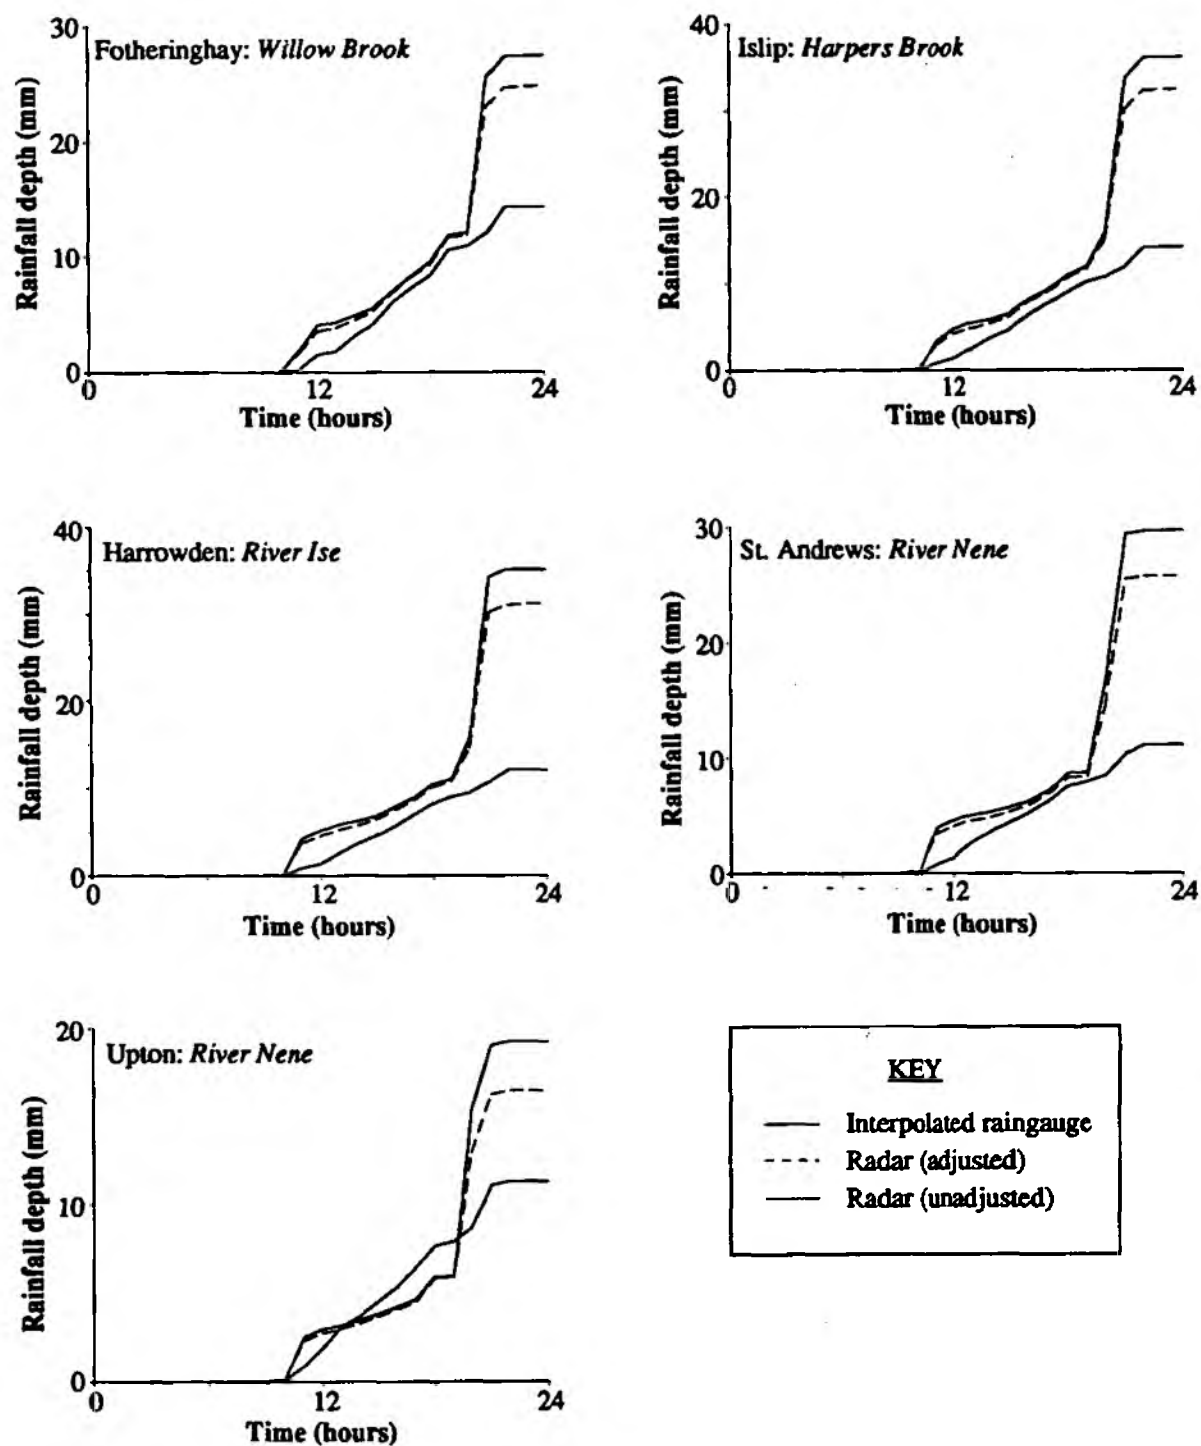 Fotheringhay: Willow Brook
30
20
10
0
0
12
24
Rainfall depth (mm)
Time (hours)
Islip: Harpers Brook
40
20
0
0
12
24
Rainfall depth (mm)
Time (hours)
Harrowden: River Ise
40
20
0
0
12
24
Rainfall depth (mm)
Time (hours)
St. Andrews: River Nene
30
20
10
0
0
12
24
Rainfall depth (mm)
Time (hours)
Upton: River Nene
20
10
0
0
12
24
Rainfall depth (mm)
Time (hours)
KEY
Interpolated raingauge
Radar (adjusted)
Radar (unadjusted)